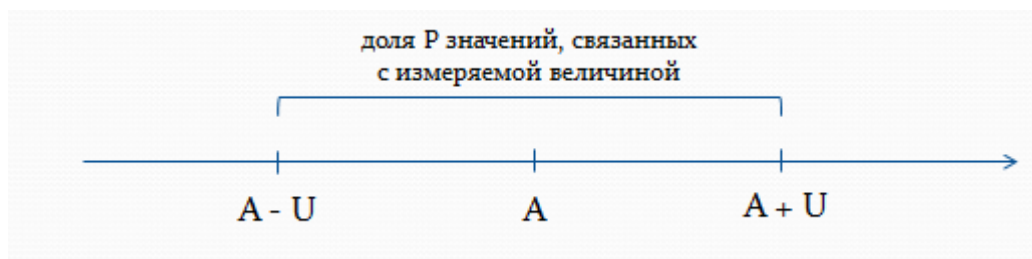 доля P значений, связанных
с измеряемой величиной
A - U A A + U